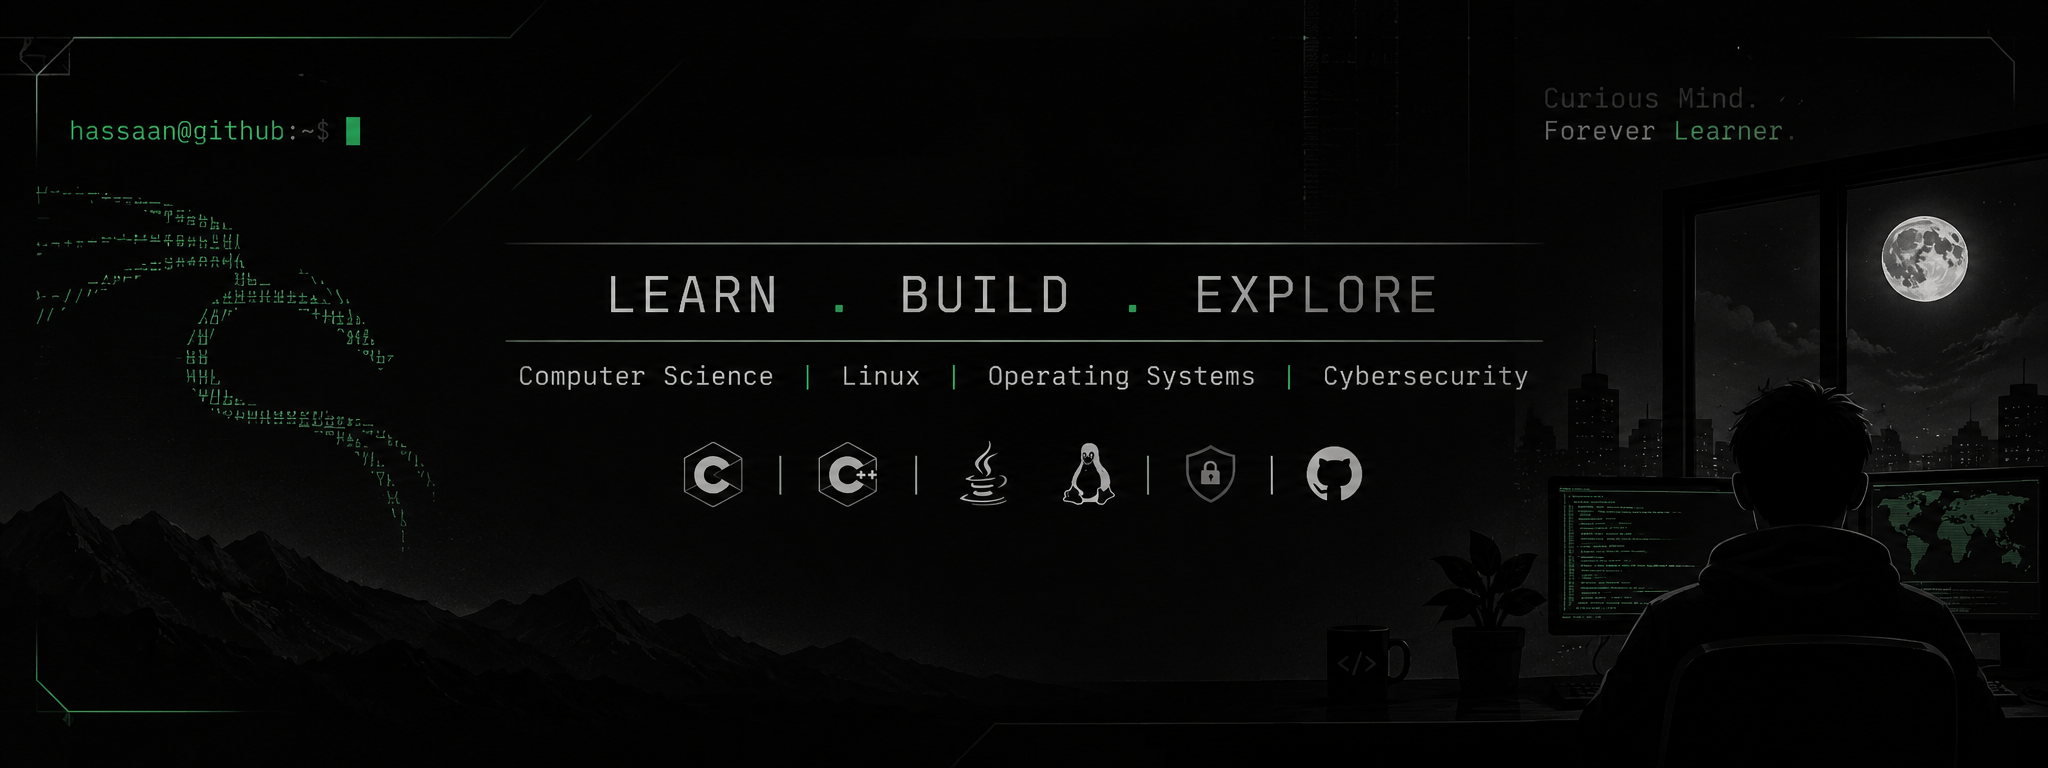 hassaan@github:~$
Curious Mind.
Forever Learner.
LEARN . BUILD . EXPLORE
Computer Science | Linux | Operating Systems | Cybersecurity
C | C++
</>